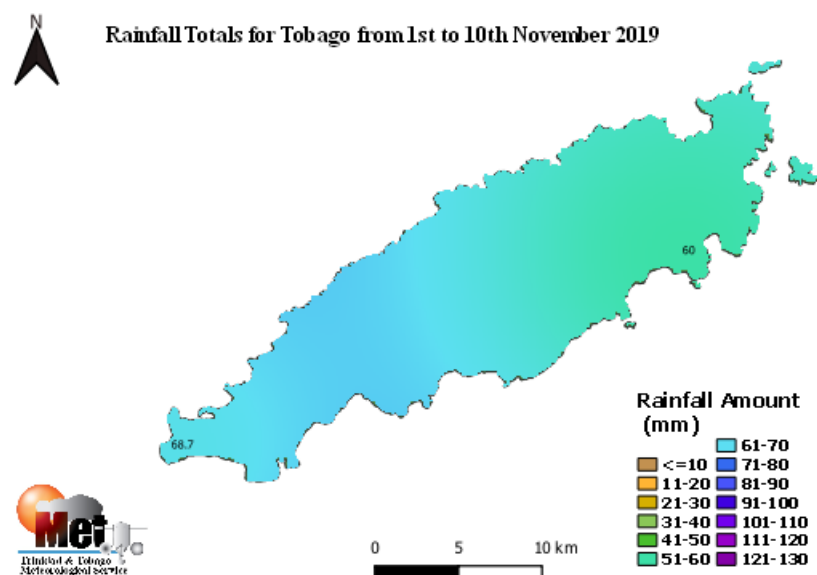 N
Rainfall Totals for Tobago from 1st to 10th November 2019
60
68.7
Rainfall Amount
(mm)
<=10
11-20
21-30
31-40
41-50
51-60
61-70
71-80
81-90
91-100
101-110
111-120
121-130
Met
Trinidad & Tobago
Meteorological Service
0 5 10 km